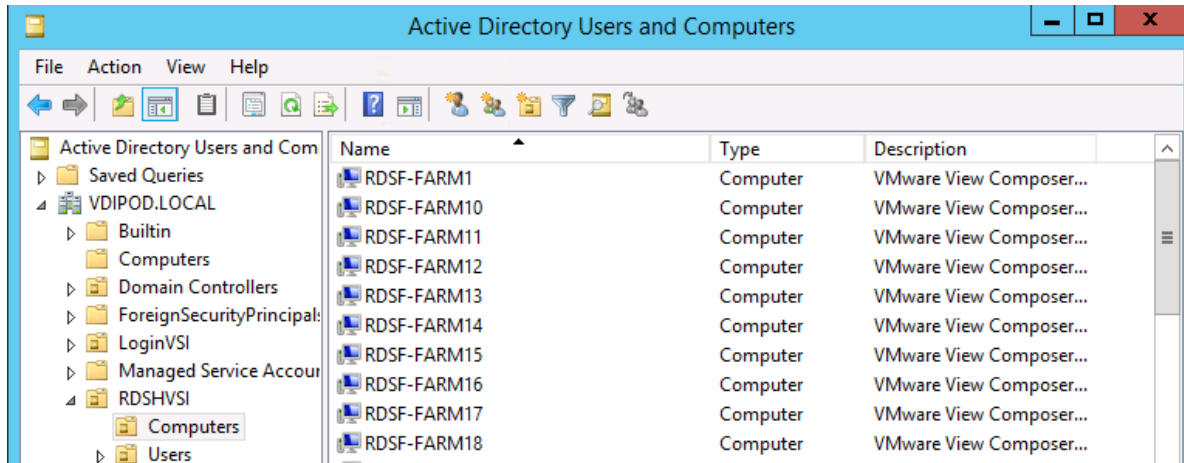 Active Directory Users and Computers
x
File Action View Help
Active Directory Users and Com
Saved Queries
VDIPOD.LOCAL
Builtin
Computers
Domain Controllers
ForeignSecurityPrincipals
LoginVSI
Managed Service Accour
RDSHVSI
Computers
Users
Name Type Description
RDSF-FARM1 Computer VMware View Composer...
RDSF-FARM10 Computer VMware View Composer...
RDSF-FARM11 Computer VMware View Composer...
RDSF-FARM12 Computer VMware View Composer...
RDSF-FARM13 Computer VMware View Composer...
RDSF-FARM14 Computer VMware View Composer...
RDSF-FARM15 Computer VMware View Composer...
RDSF-FARM16 Computer VMware View Composer...
RDSF-FARM17 Computer VMware View Composer...
RDSF-FARM18 Computer VMware View Composer...